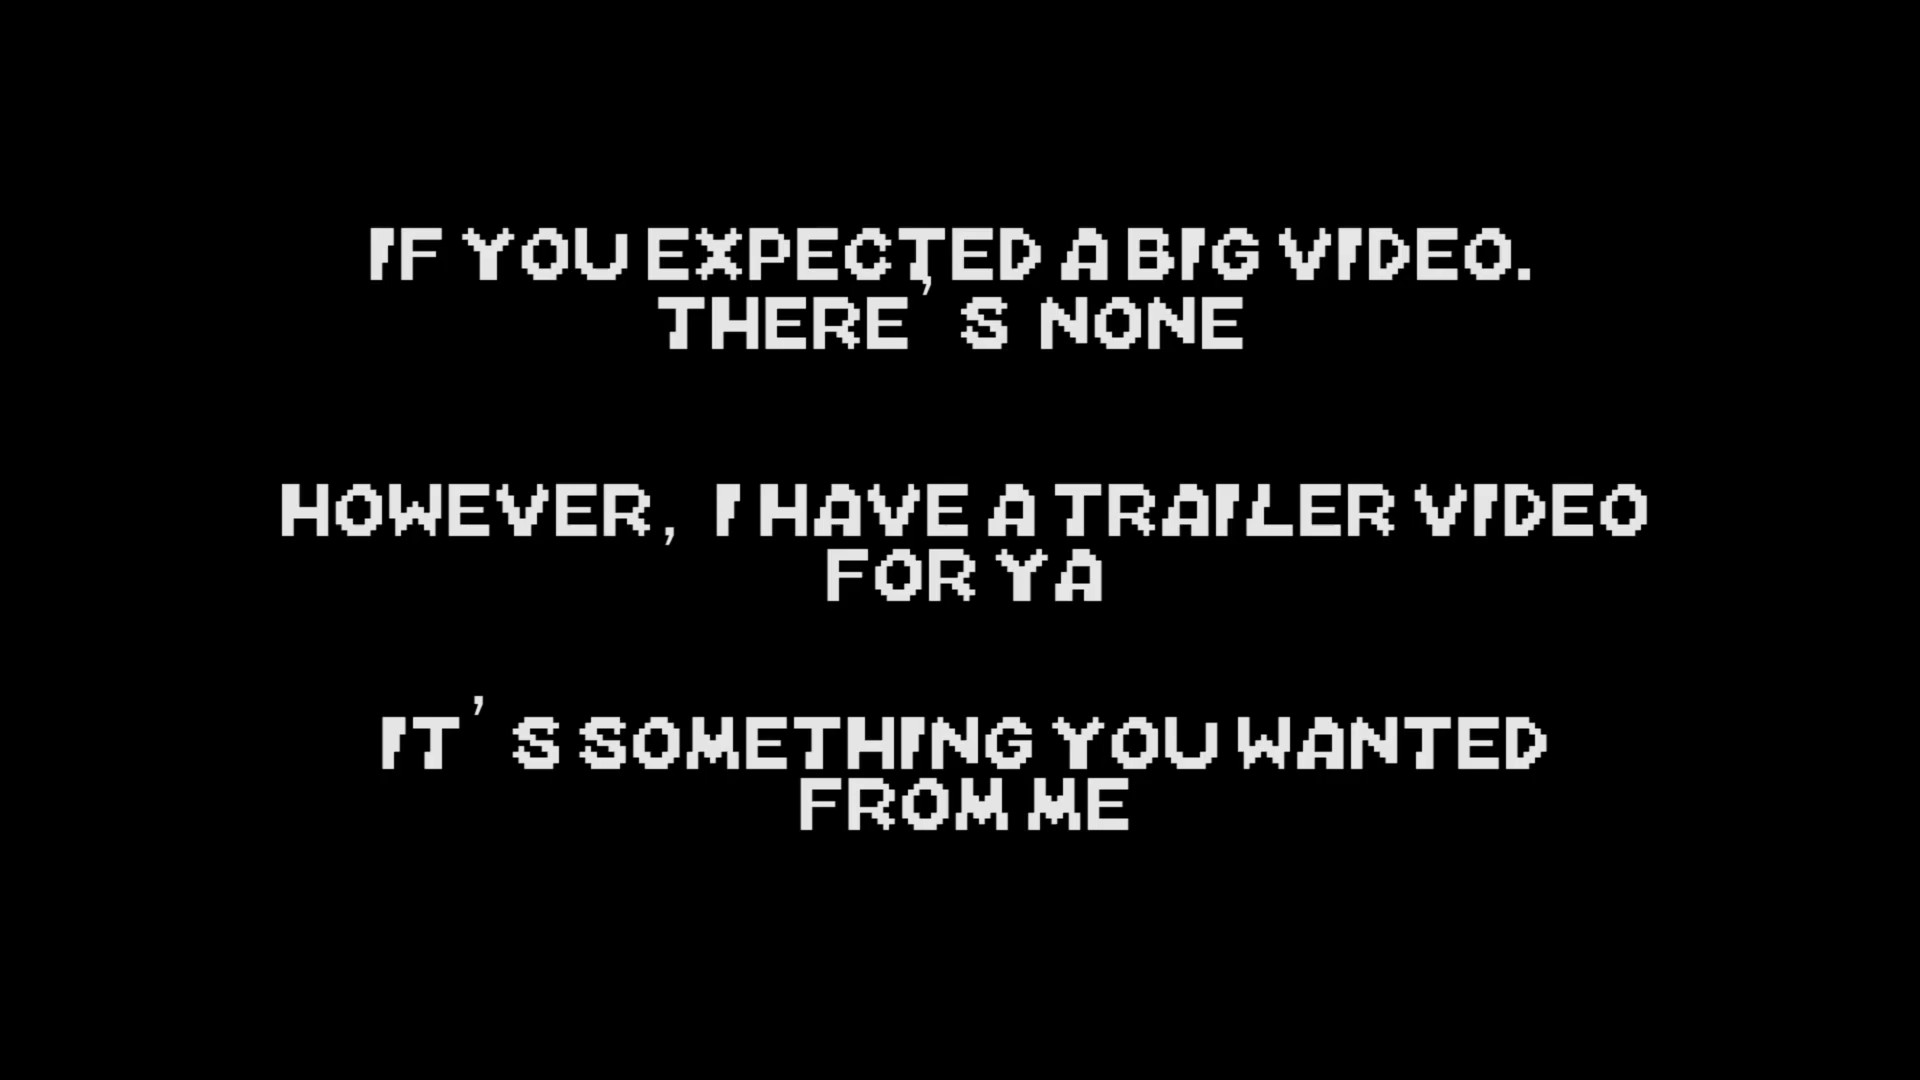 IF YOU EXPECTED A BIG VIDEO.
THERE'S NONE
HOWEVER, I HAVE A TRAILER VIDEO
FOR YA
IT'S SOMETHING YOU WANTED
FROM ME